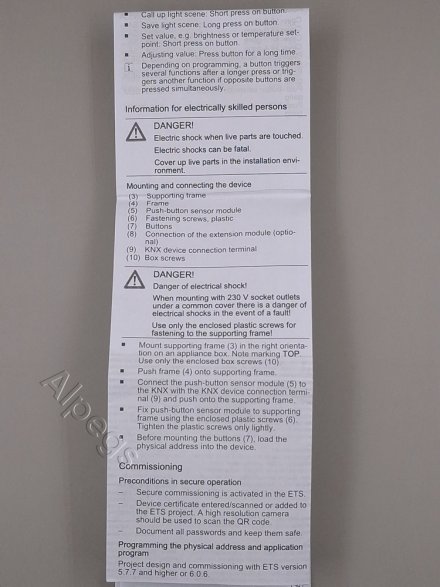 ▪ Call up light scene: Short press on button.
▪ Save light scene: Long press on button.
▪ Set value, e.g. brightness or temperature set-
point: Short press on button.
▪ Adjusting value: Press button for a long time.
i Depending on programming, a button triggers
several functions after a longer press or trig-
gers another function if opposite buttons are
pressed simultaneously.
Information for electrically skilled persons
DANGER!
Electric shock when live parts are touched.
Electric shocks can be fatal.
Cover up live parts in the installation envi-
ronment.
Mounting and connecting the device
(3) Supporting frame
(4) Frame
(5) Push-button sensor module
(6) Fastening screws, plastic
(7) Buttons
(8) Connection of the extension module (optio-
nal)
(9) KNX device connection terminal
(10) Box screws
DANGER!
Danger of electrical shock!
When mounting with 230 V socket outlets
under a common cover there is a danger of
electrical shocks in the event of a fault!
Use only the enclosed plastic screws for
fastening to the supporting frame!
▪ Mount supporting frame (3) in the right orienta-
tion on an appliance box. Note marking TOP.
Use only the enclosed box screws (10).
▪ Push frame (4) onto supporting frame.
▪ Connect the push-button sensor module (5) to
the KNX with the KNX device connection termi-
nal (9) and push onto the supporting frame.
▪ Fix push-button sensor module to supporting
frame using the enclosed plastic screws (6).
Tighten the plastic screws only lightly.
▪ Before mounting the buttons (7), load the
physical address into the device.
Alpegis
Commissioning
Preconditions in secure operation
– Secure commissioning is activated in the ETS.
– Device certificate entered/scanned or added to
the ETS project. A high resolution camera
should be used to scan the QR code.
– Document all passwords and keep them safe.
Programming the physical address and application
program
Project design and commissioning with ETS version
5.7.7 and higher or 6.0.6.